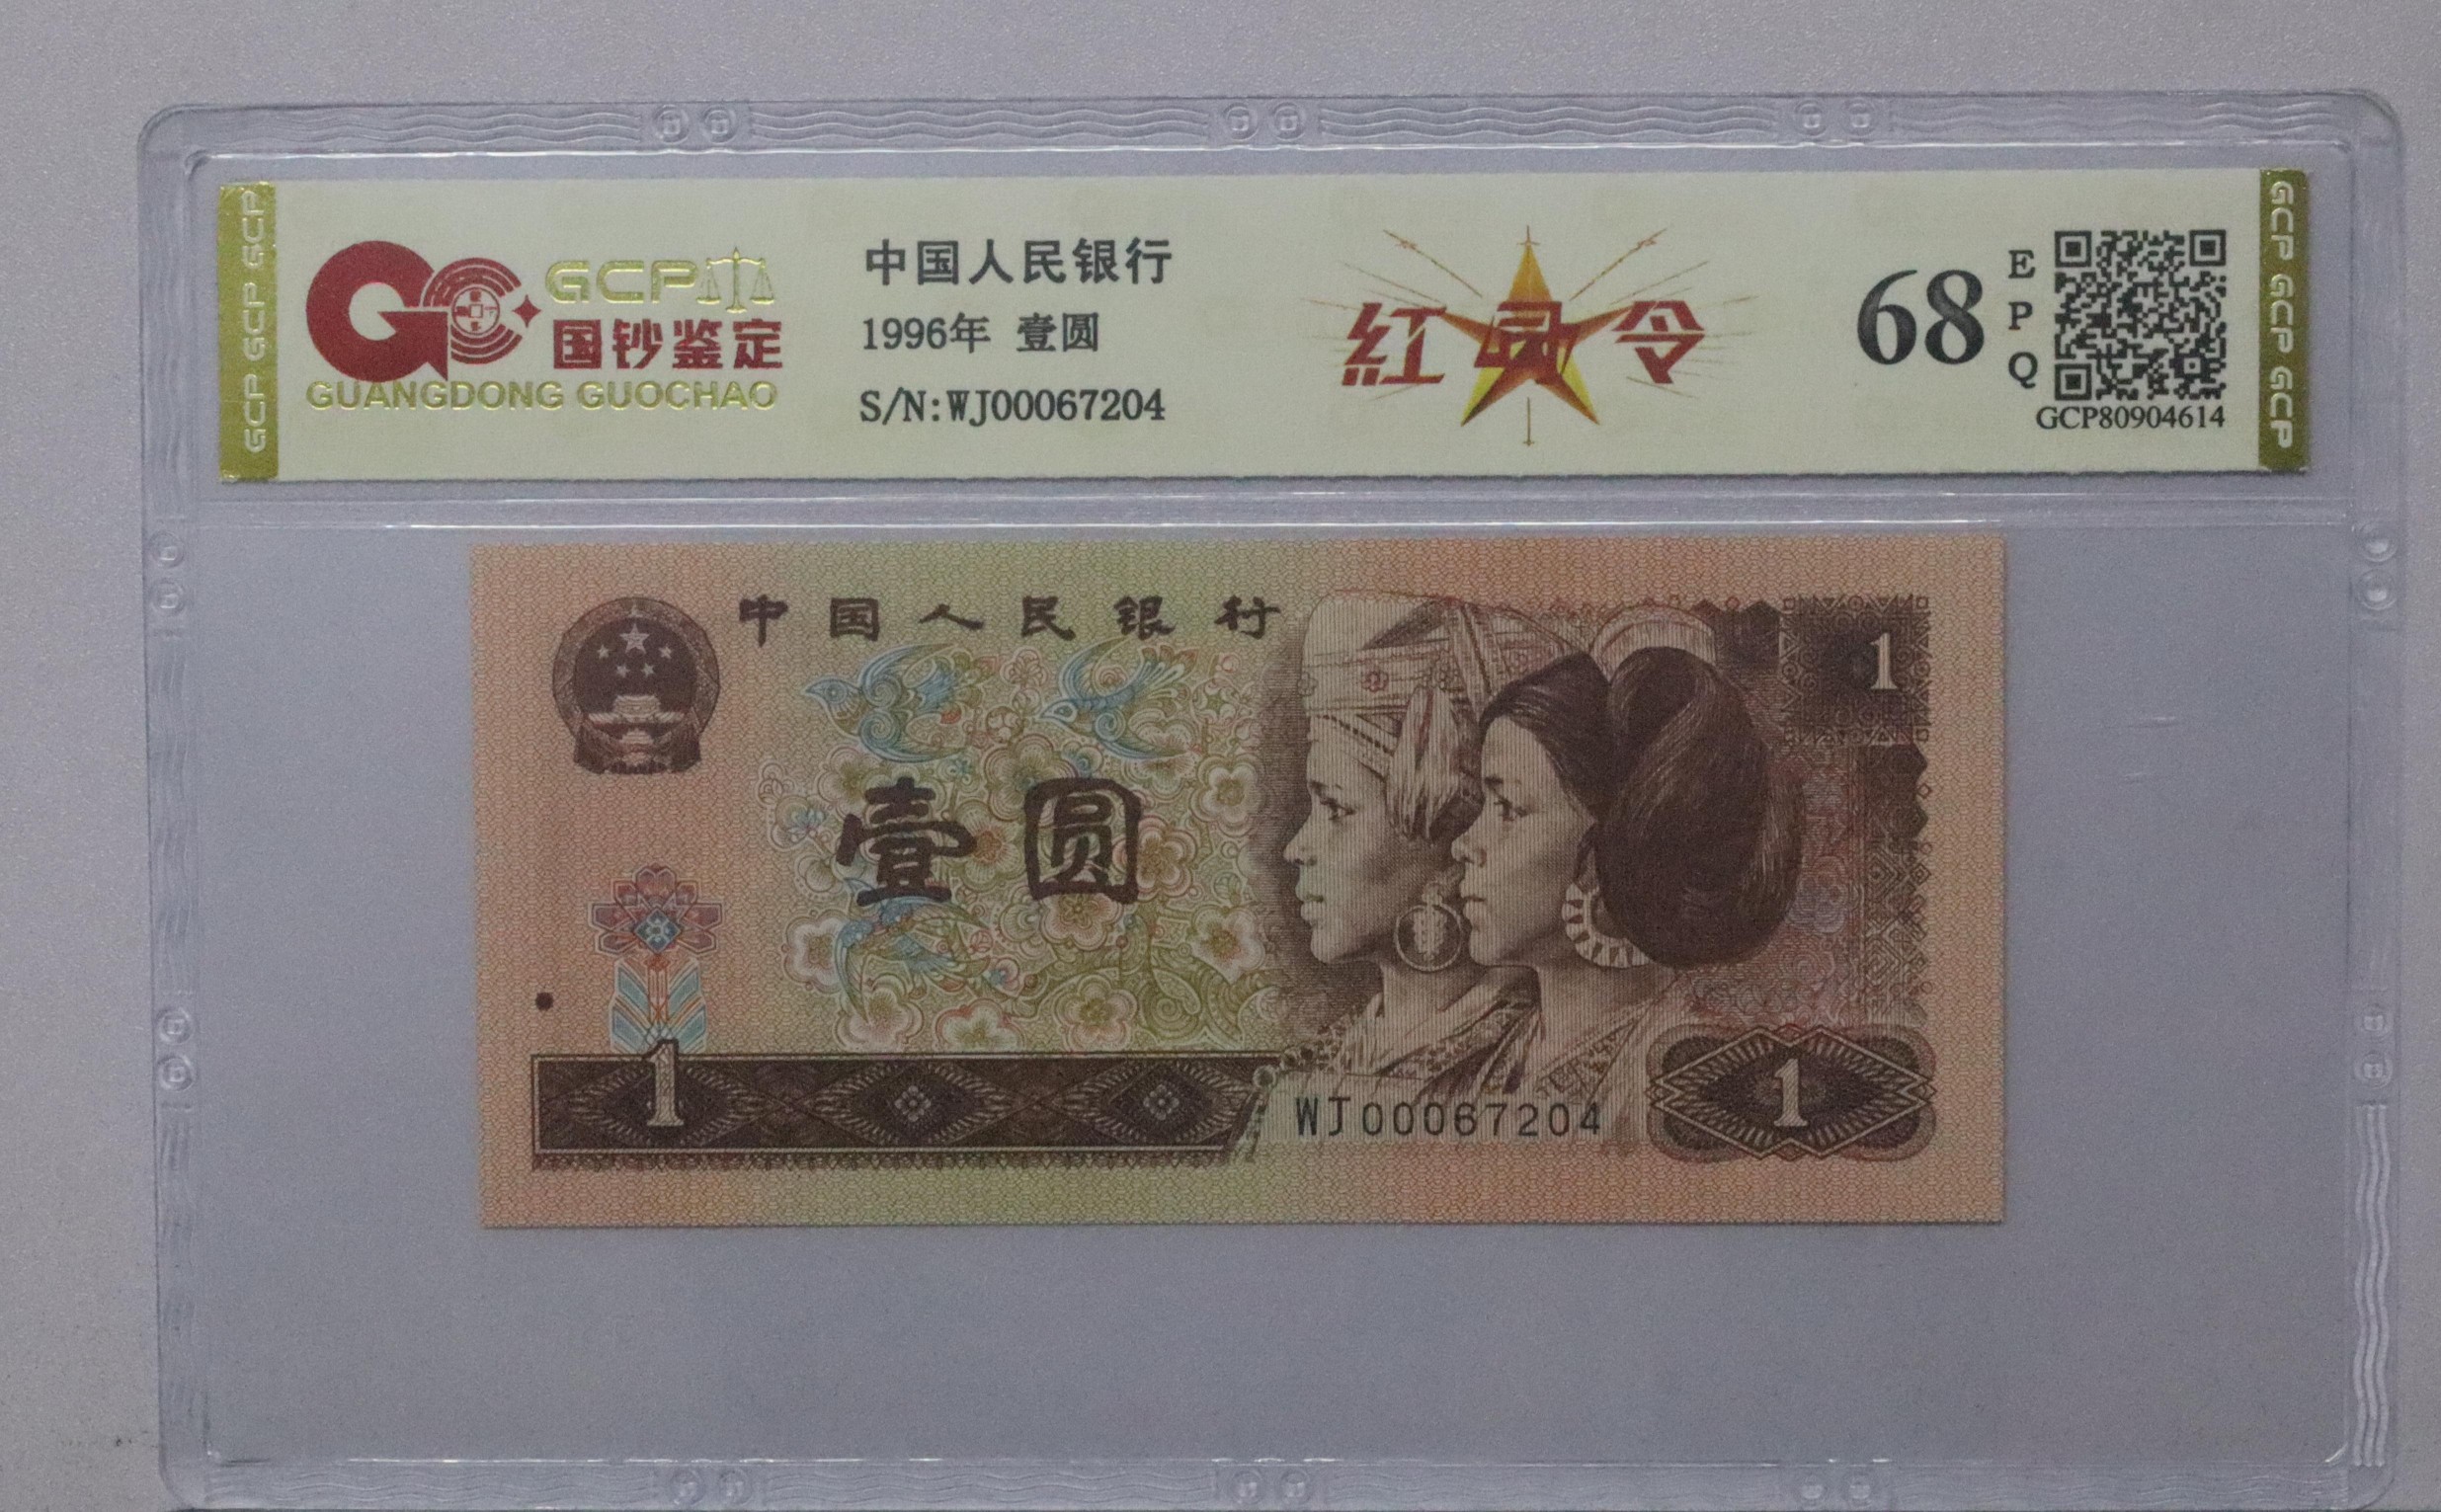 GCP GCP GCP
GCP
国钞鉴定
GUANGDONG GUOCHAO
中国人民银行
1996年 壹圆
S/N:WJ00067204
紅 令
68
E
P
Q
GCP80904614
GCP GCP GCP
中国人民银行
1
壹圆
1
WJ00067204
1